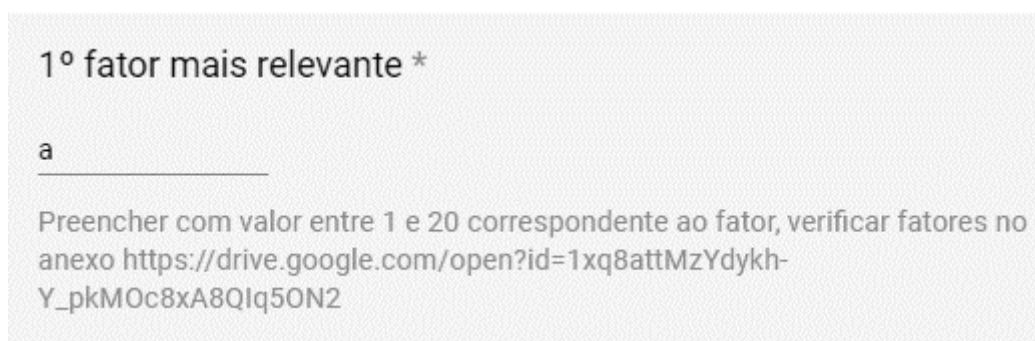 1º fator mais relevante *
a
Preencher com valor entre 1 e 20 correspondente ao fator, verificar fatores no
anexo https://drive.google.com/open?id=1xq8attMzYdykh-
Y_pkMOc8xA8QIq5ON2